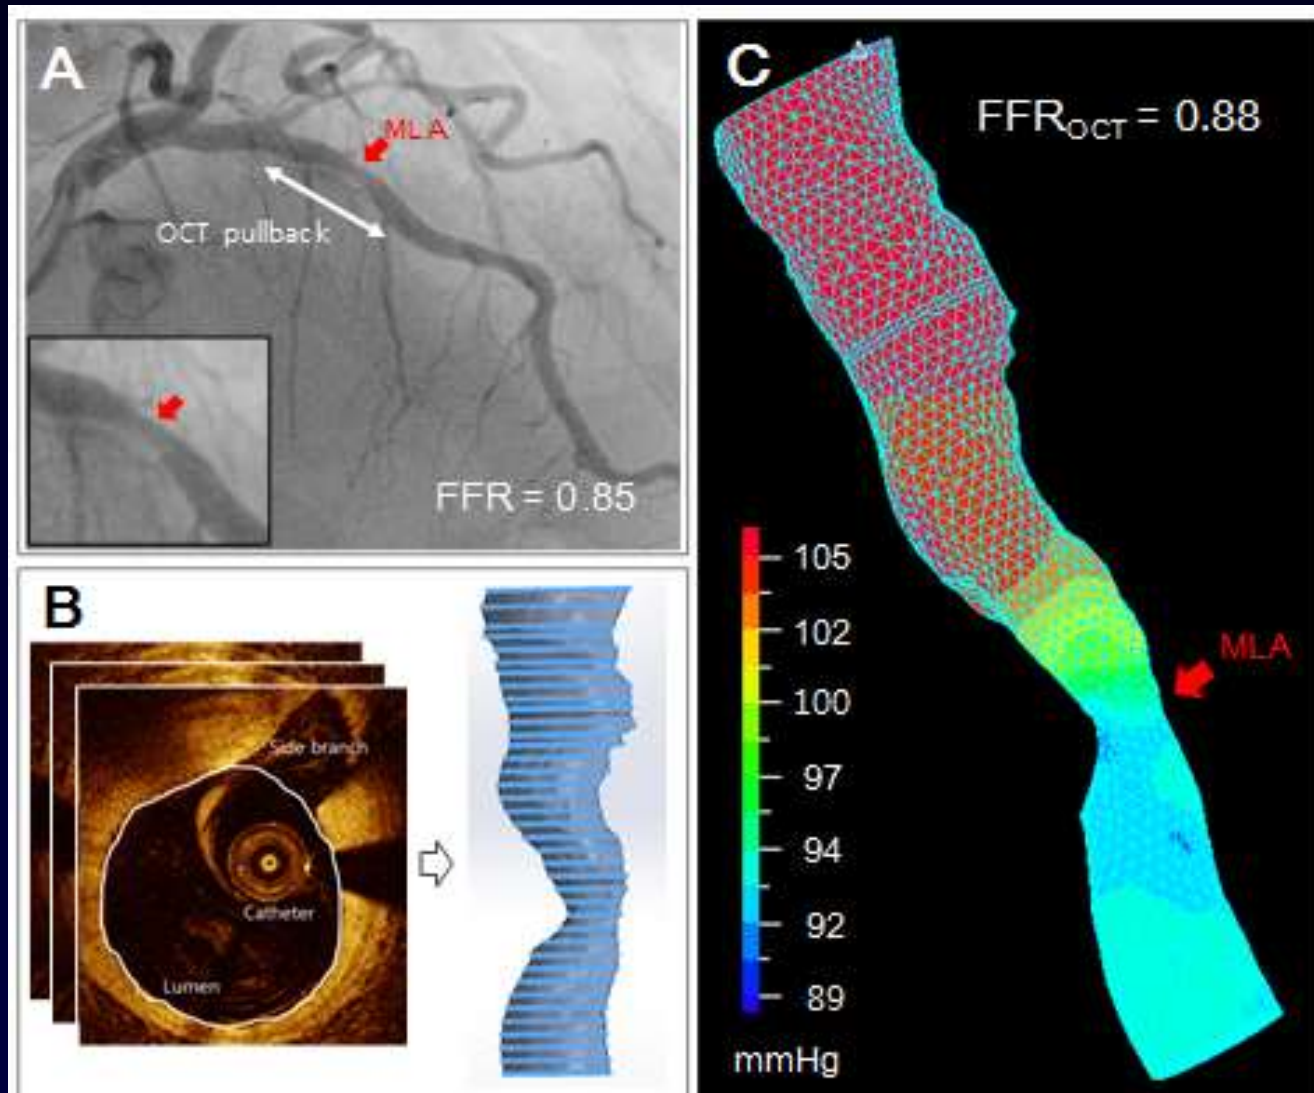 A
MLA
OCT pullback
FFR = 0.85
B
Side branch
Catheter
Lumen
C
FFROCT = 0.88
MLA
105
102
100
97
94
92
89
mmHg